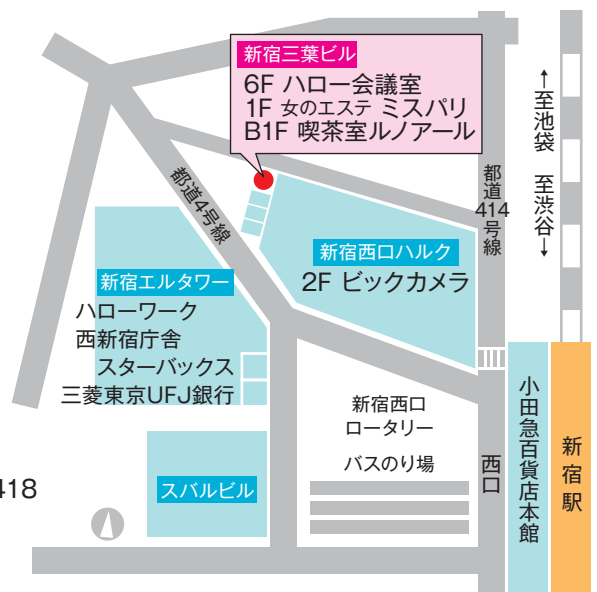 新宿三葉ビル
6F ハロー会議室
1F 女のエステ ミスパリ
B1F 喫茶室ルノアール
←至池袋 至渋谷→
都道414号線
都道4号線
新宿西口ハルク
2F ビックカメラ
新宿エルタワー
ハローワーク
西新宿庁舎
スターバックス
三菱東京UFJ銀行
新宿西口
ロータリー
バスのり場
西口
小田急百貨店本館
新宿駅
スバルビル
418